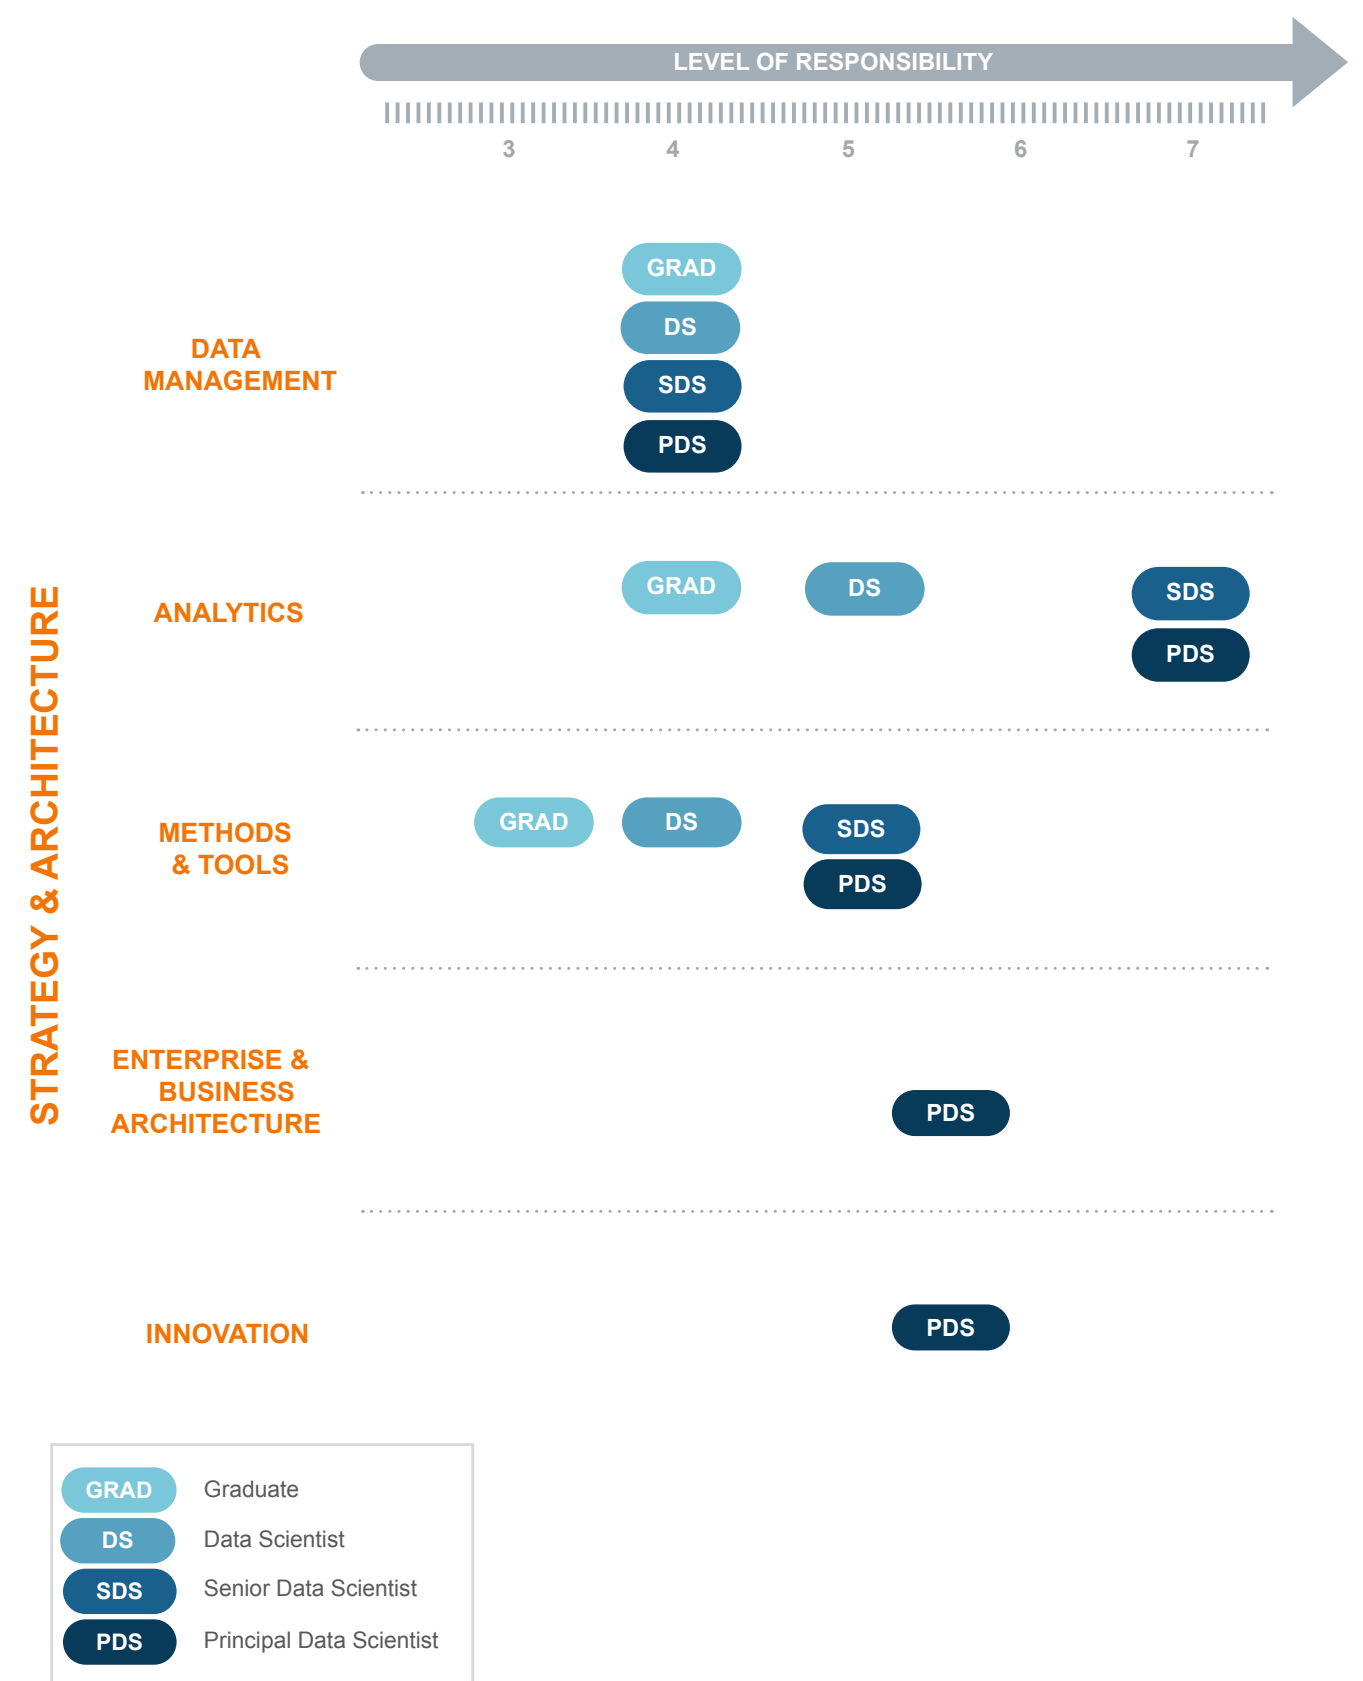 LEVEL OF RESPONSIBILITY
3 4 5 6 7
STRATEGY & ARCHITECTURE
DATA
MANAGEMENT
GRAD
DS
SDS
PDS
ANALYTICS
GRAD DS SDS
PDS
METHODS
& TOOLS
GRAD DS SDS
PDS
ENTERPRISE &
BUSINESS
ARCHITECTURE
PDS
INNOVATION
PDS
GRAD Graduate
DS Data Scientist
SDS Senior Data Scientist
PDS Principal Data Scientist